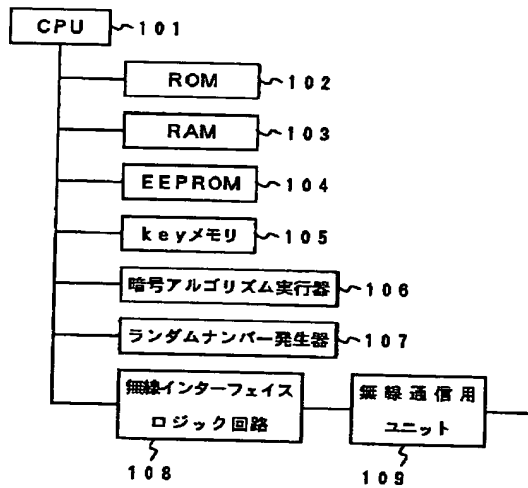 CPU 101
ROM 102
RAM 103
EEPROM 104
keyメモリ 105
暗号アルゴリズム実行器 106
ランダムナンバー発生器 107
無線インターフェイス
ロジック回路
108
無線通信用
ユニット
109